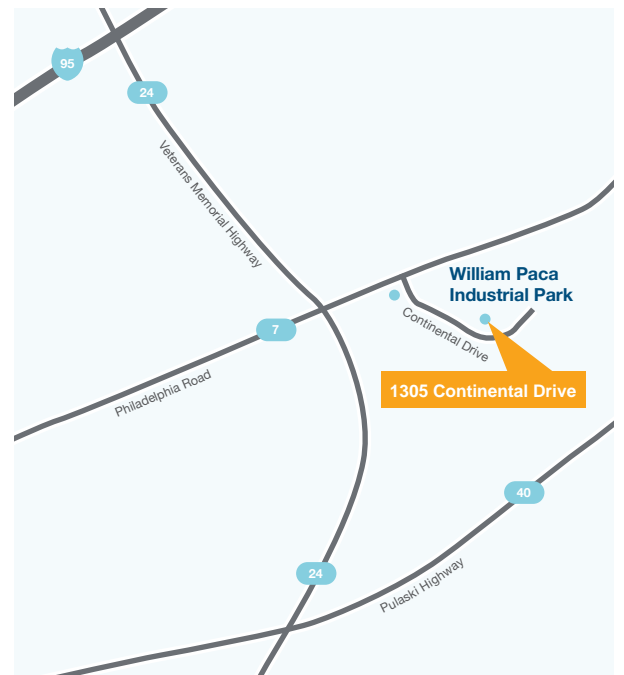 95
24
Veterans Memorial Highway
William Paca
Industrial Park
Continental Drive
7
1305 Continental Drive
Philadelphia Road
40
24
Pulaski Highway